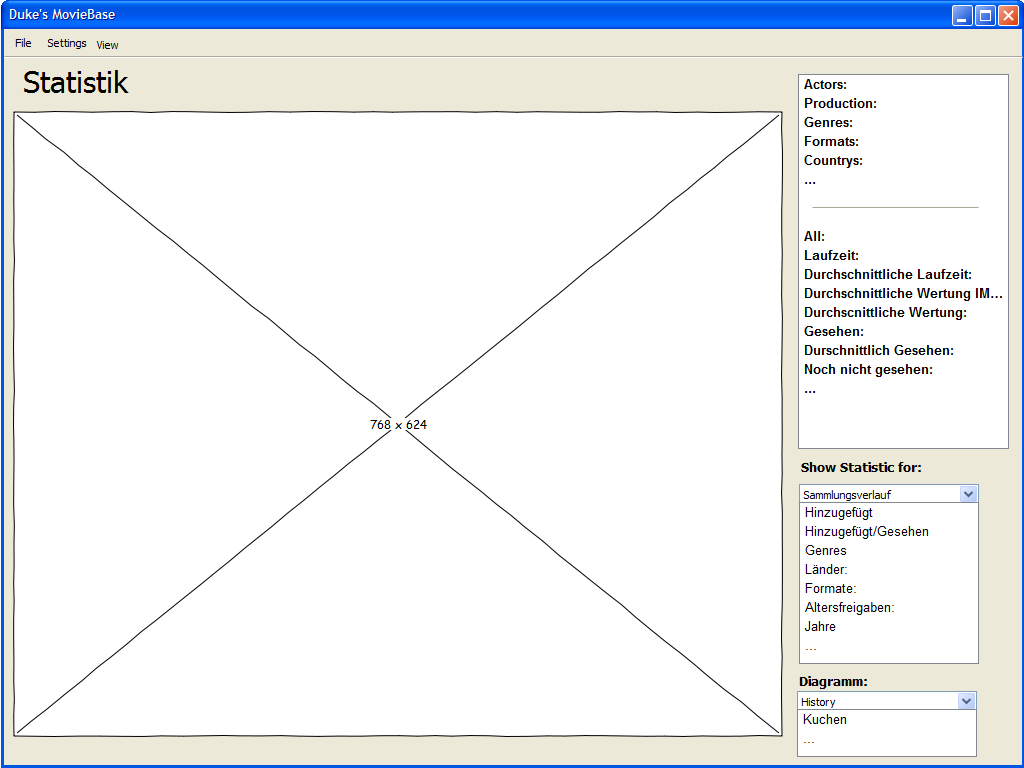 Duke's MovieBase
File Settings View
Statistik
768 x 624
Actors:
Production:
Genres:
Formats:
Countrys:
...
All:
Laufzeit:
Durchschnittliche Laufzeit:
Durchschnittliche Wertung IM...
Durchscnittliche Wertung:
Gesehen:
Durschnittlich Gesehen:
Noch nicht gesehen:
...
Show Statistic for:
Sammlungsverlauf
Hinzugefügt
Hinzugefügt/Gesehen
Genres
Länder:
Formate:
Altersfreigaben:
Jahre
...
Diagramm:
History
Kuchen
...